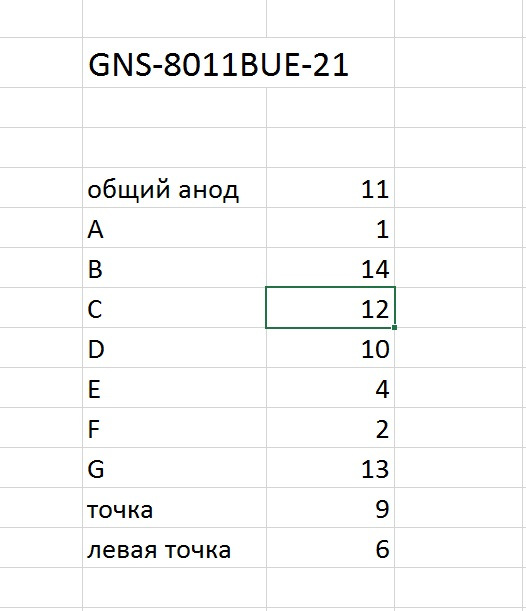 GNS-8011BUE-21
общий анод 11
A 1
B 14
C 12
D 10
E 4
F 2
G 13
точка 9
левая точка 6